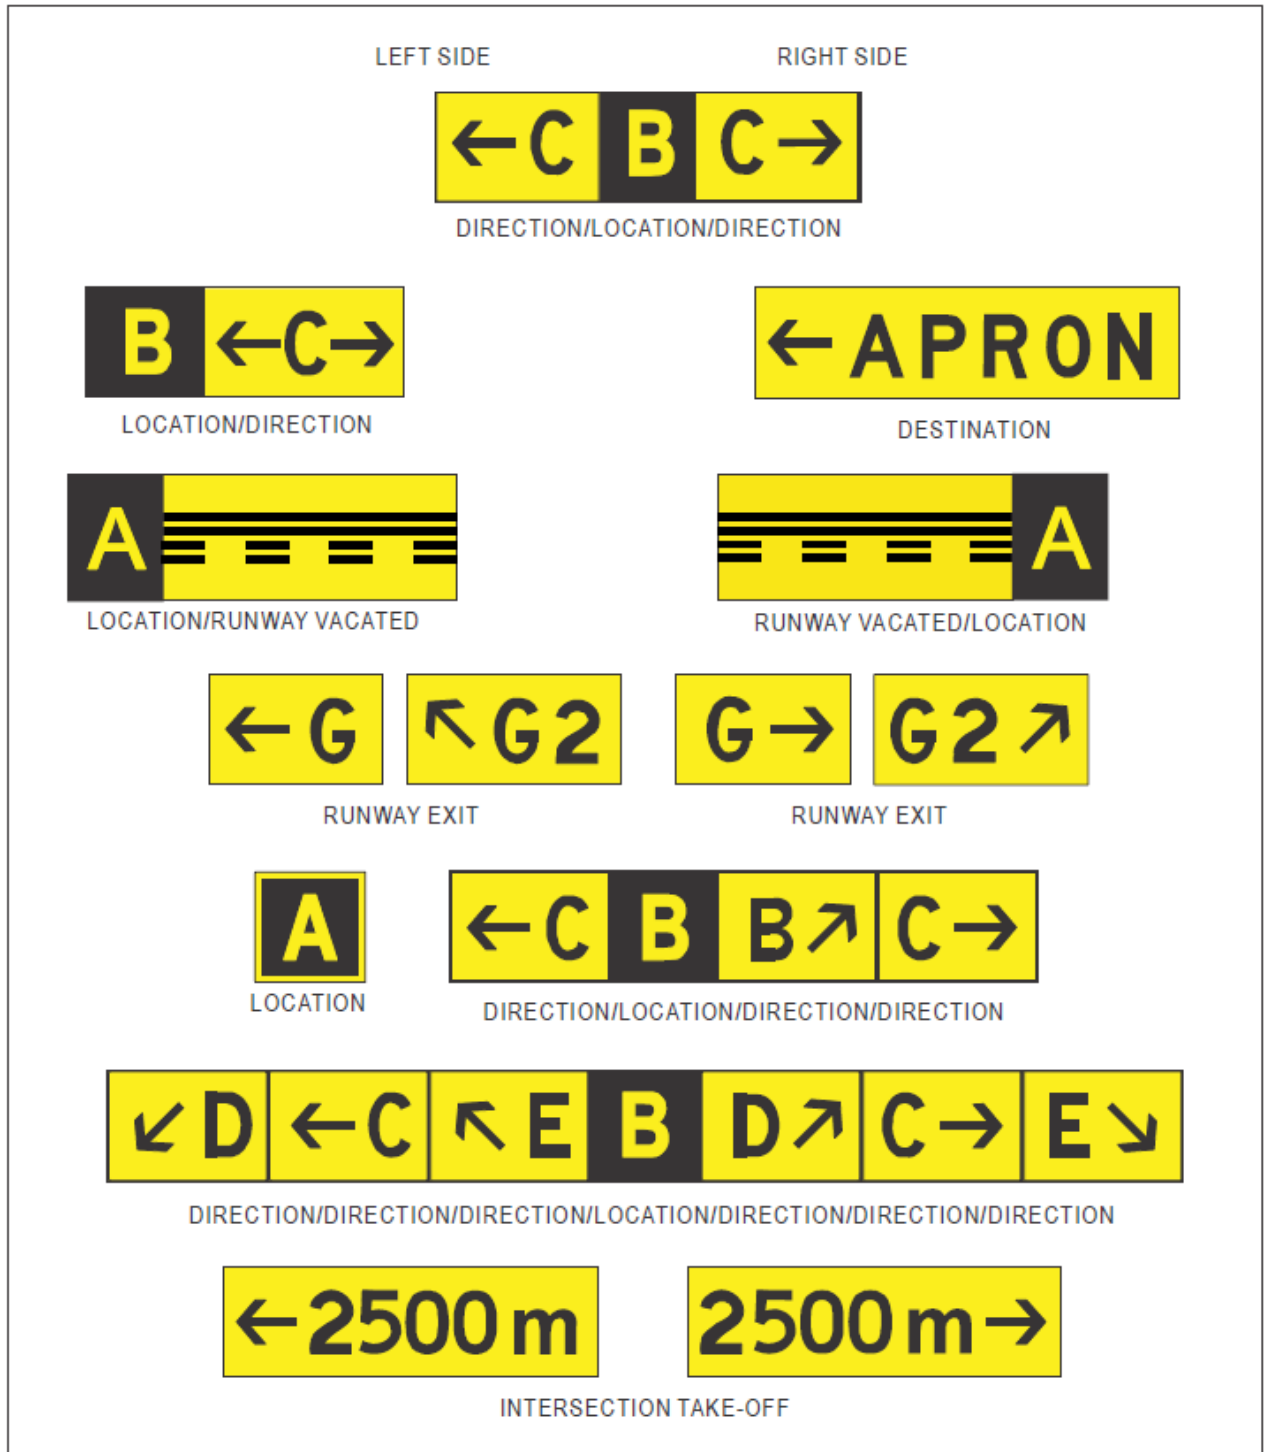 LEFT SIDE RIGHT SIDE
←C B C→
DIRECTION/LOCATION/DIRECTION
B ←C→ ←APRON
LOCATION/DIRECTION DESTINATION
A A
LOCATION/RUNWAY VACATED RUNWAY VACATED/LOCATION
←G ↖G2 G→ G2↗
RUNWAY EXIT RUNWAY EXIT
A ←C B B↗ C→
LOCATION DIRECTION/LOCATION/DIRECTION/DIRECTION
↙D ←C ↖E B D↗ C→ E↘
DIRECTION/DIRECTION/DIRECTION/LOCATION/DIRECTION/DIRECTION/DIRECTION
←2500m 2500m→
INTERSECTION TAKE-OFF